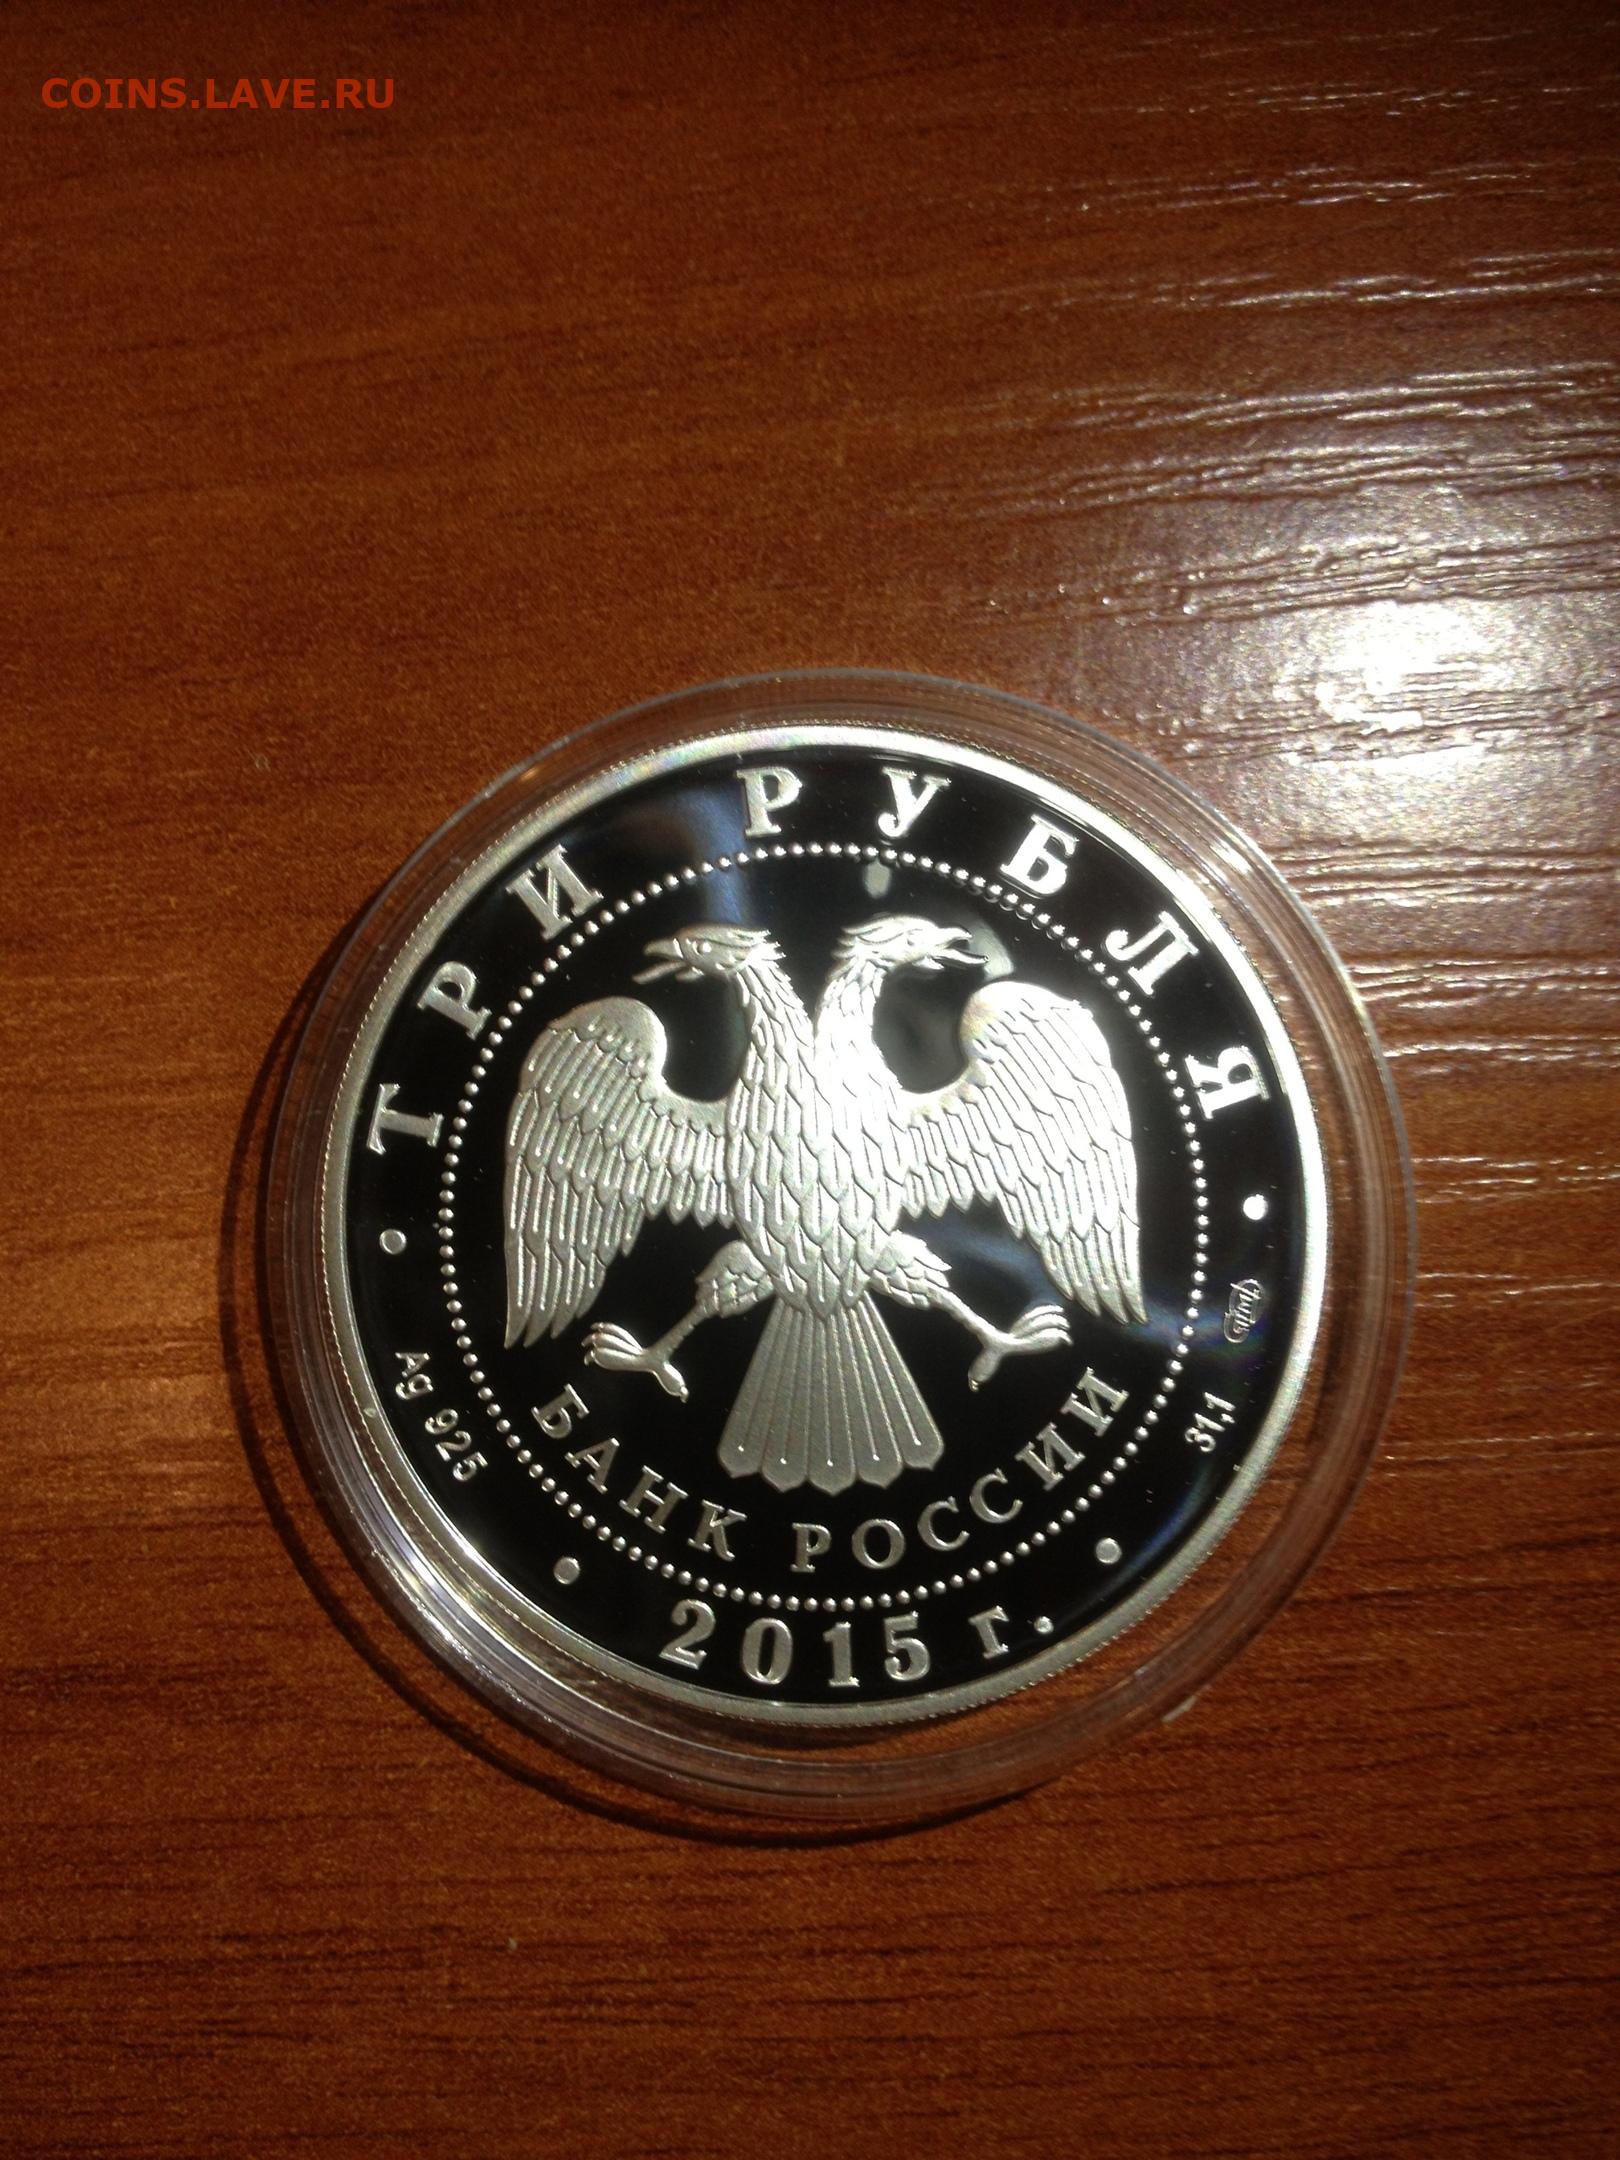 COINS.LAVE.RU
ТРИ РУБЛЯ
БАНК РОССИИ
Ag 925
2015 г.
31,1